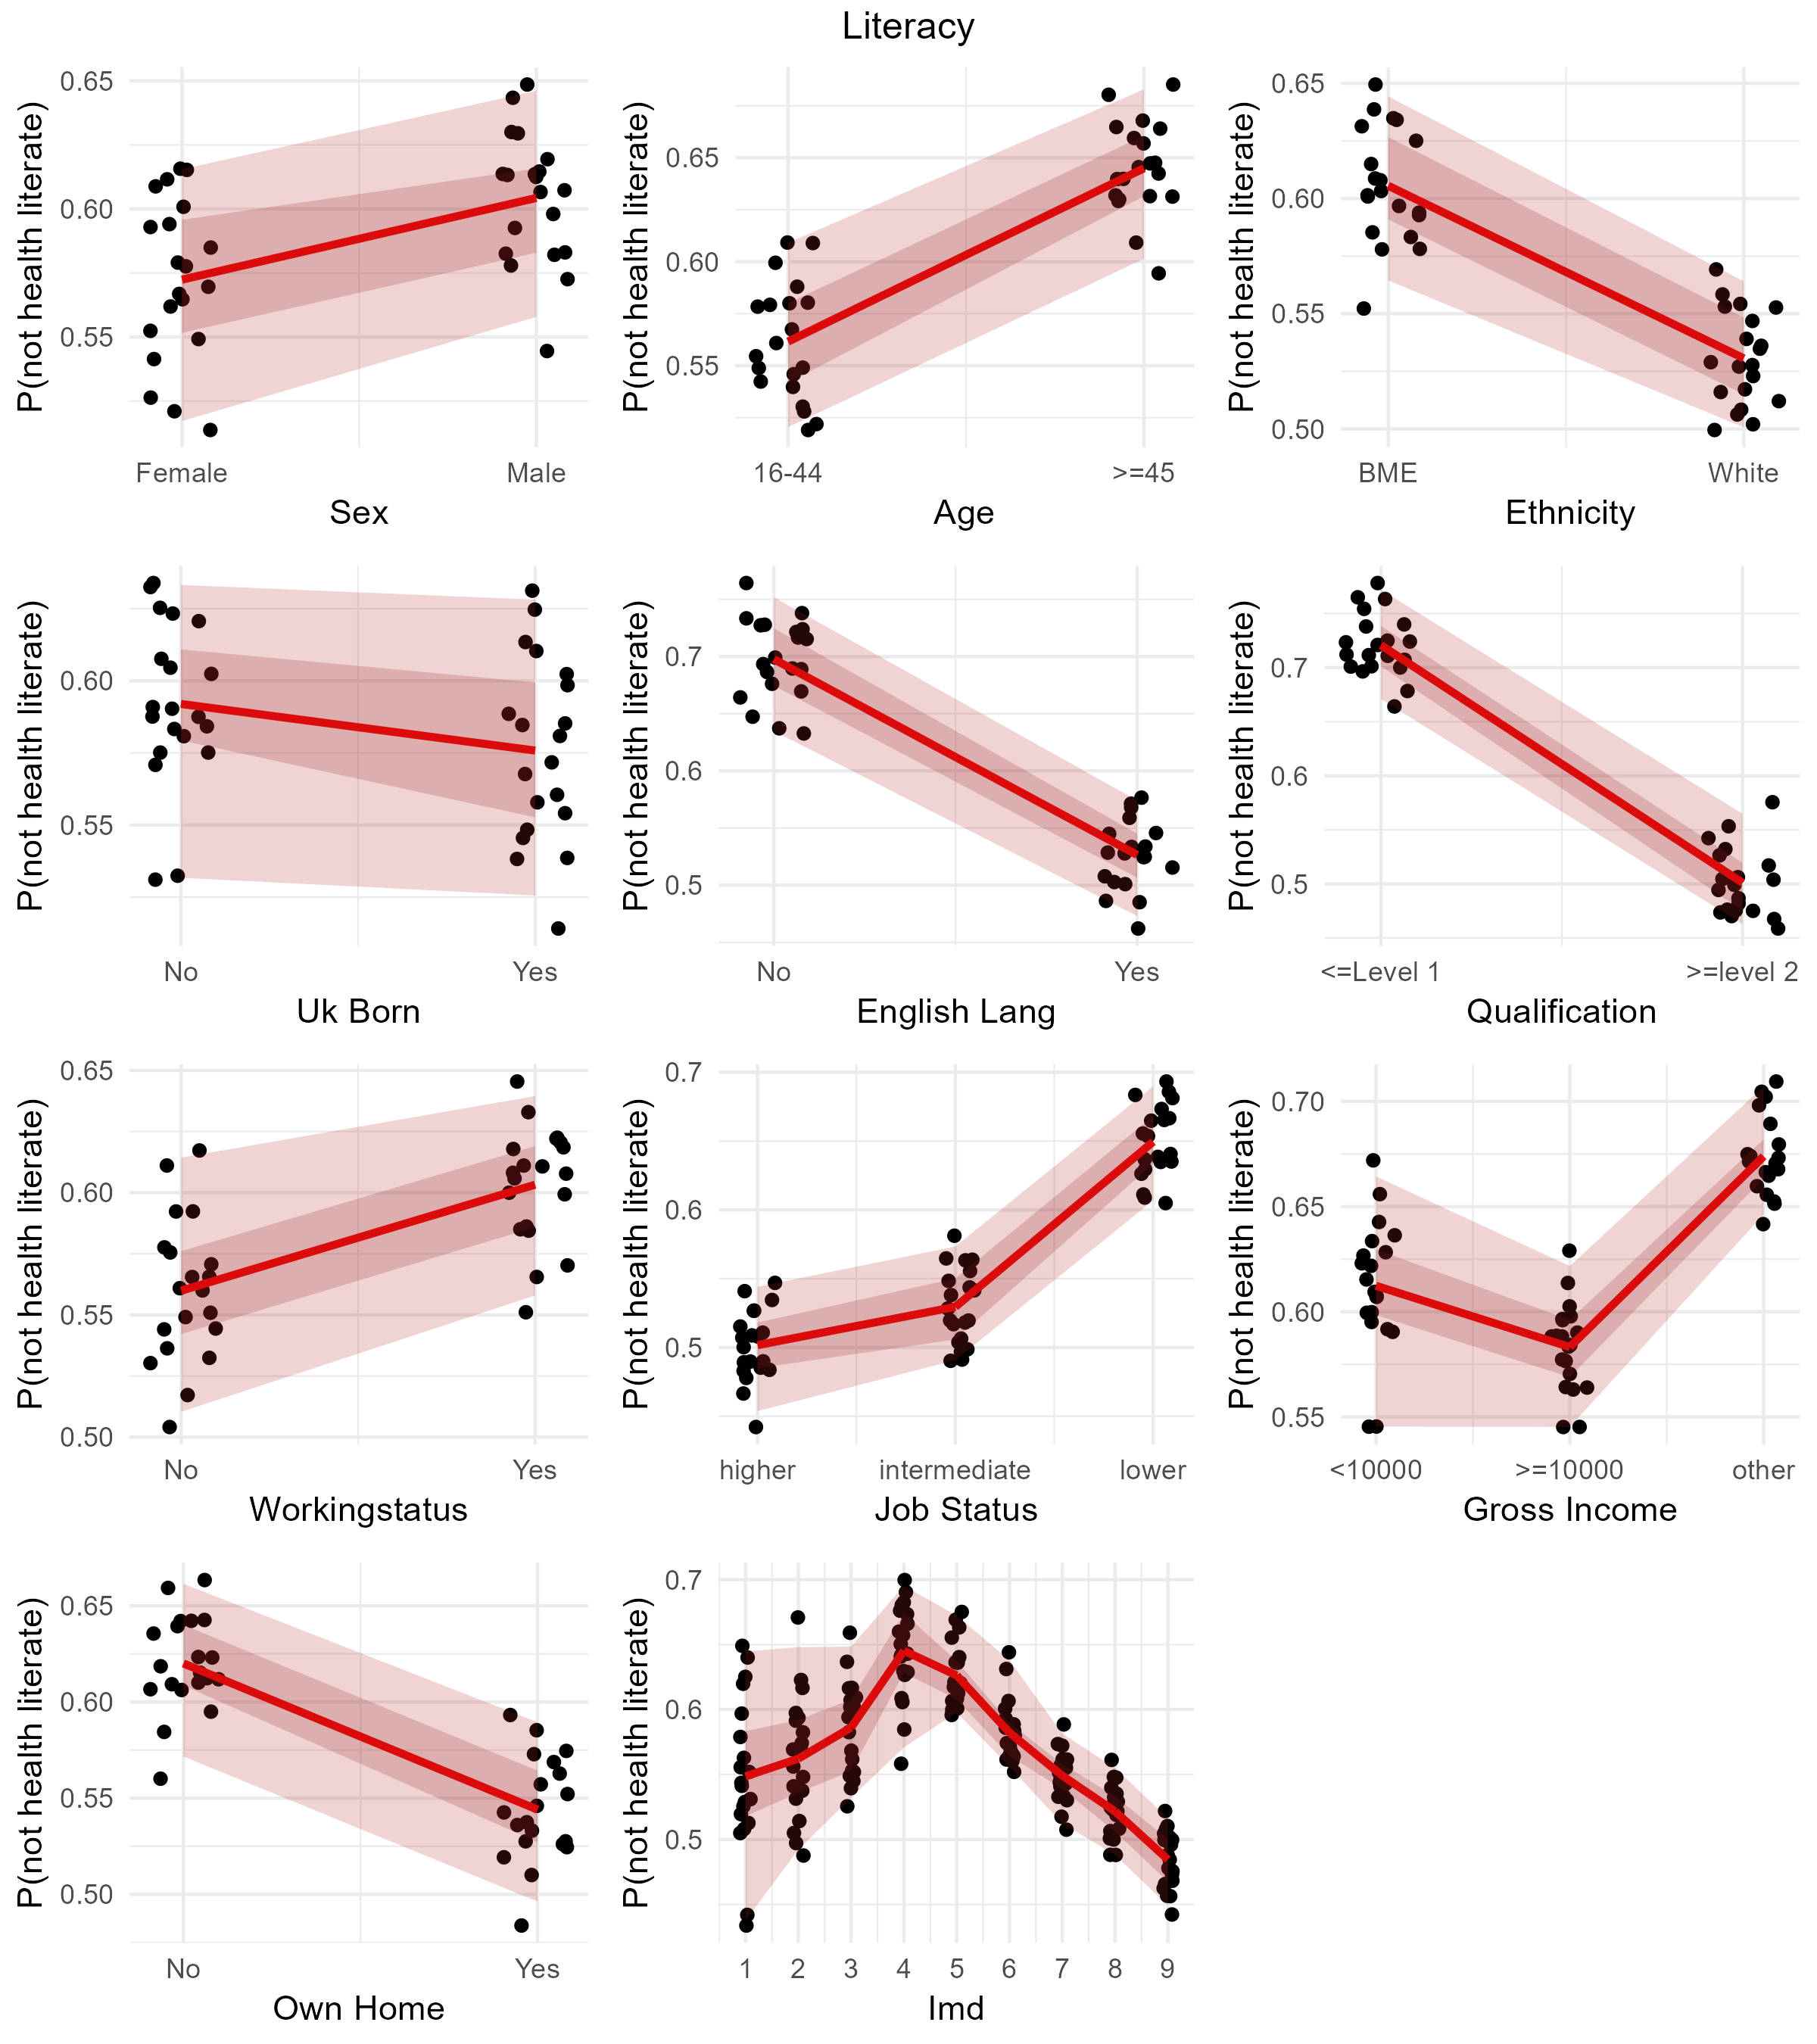 Literacy
P(not health literate)
0.65
0.60
0.55
Female Male
Sex
P(not health literate)
0.65
0.60
0.55
16-44 >=45
Age
P(not health literate)
0.65
0.60
0.55
0.50
BME White
Ethnicity
P(not health literate)
0.60
0.55
No Yes
Uk Born
P(not health literate)
0.7
0.6
0.5
No Yes
English Lang
P(not health literate)
0.7
0.6
0.5
<=Level 1 >=level 2
Qualification
P(not health literate)
0.65
0.60
0.55
0.50
No Yes
Workingstatus
P(not health literate)
0.7
0.6
0.5
higher intermediate lower
Job Status
P(not health literate)
0.70
0.65
0.60
0.55
<10000 >=10000 other
Gross Income
P(not health literate)
0.65
0.60
0.55
0.50
No Yes
Own Home
P(not health literate)
0.7
0.6
0.5
1 2 3 4 5 6 7 8 9
Imd